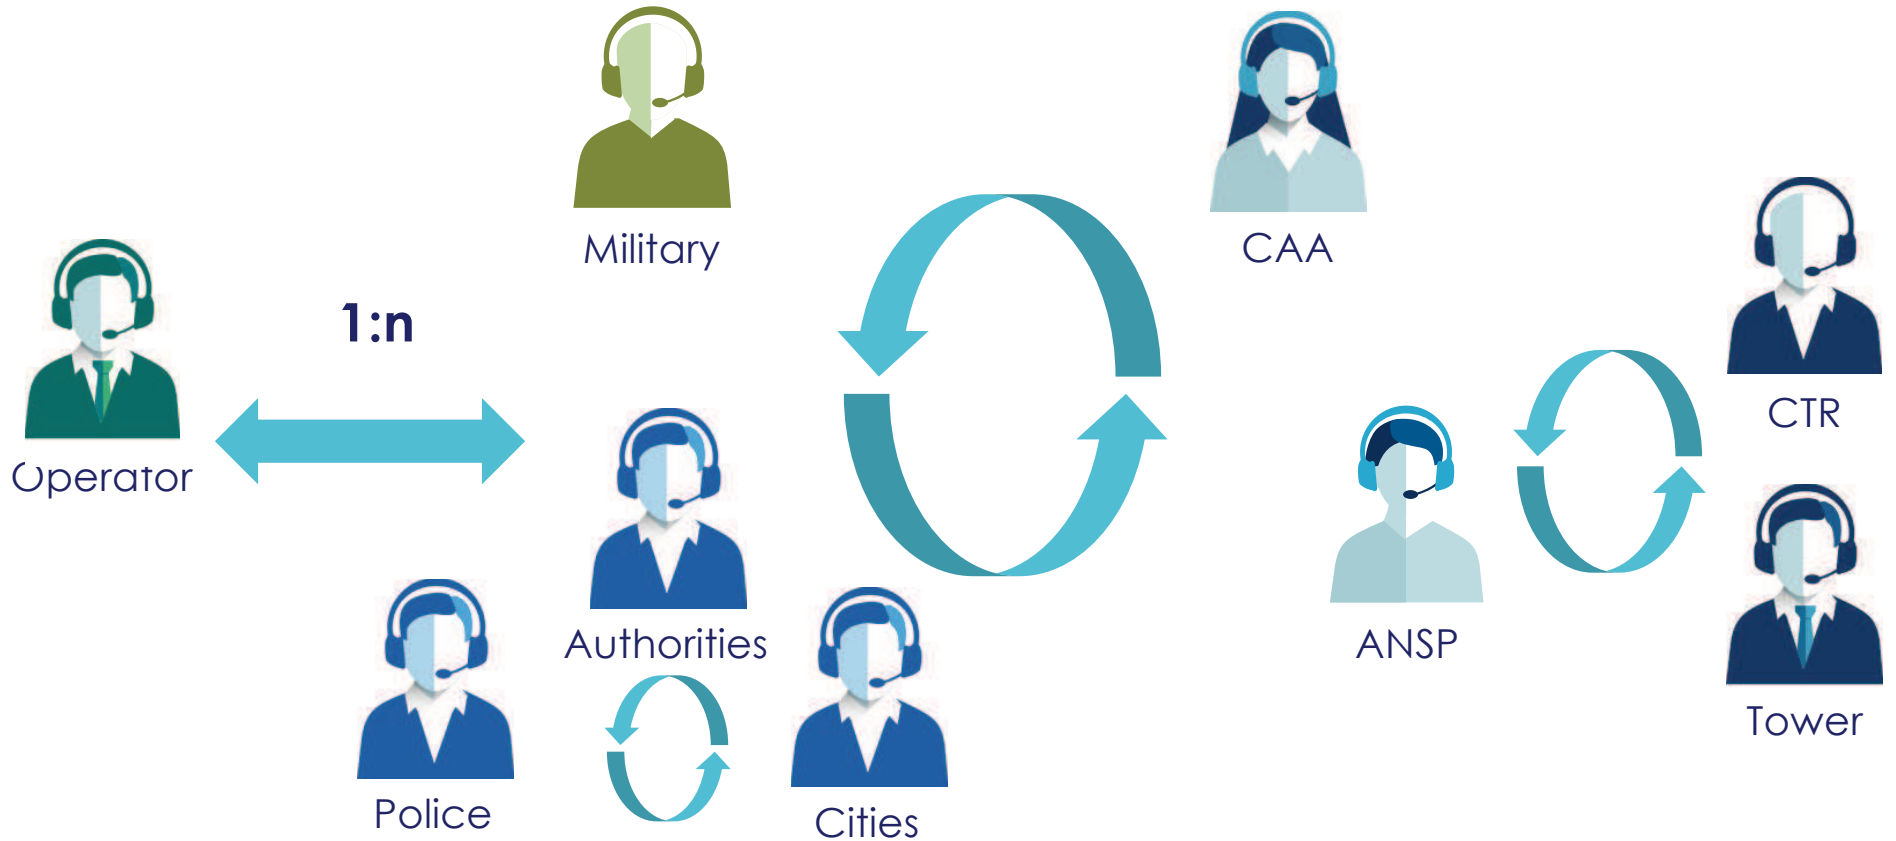 Military
CAA
1:n
CTR
Operator
Authorities
ANSP
Tower
Police
Cities